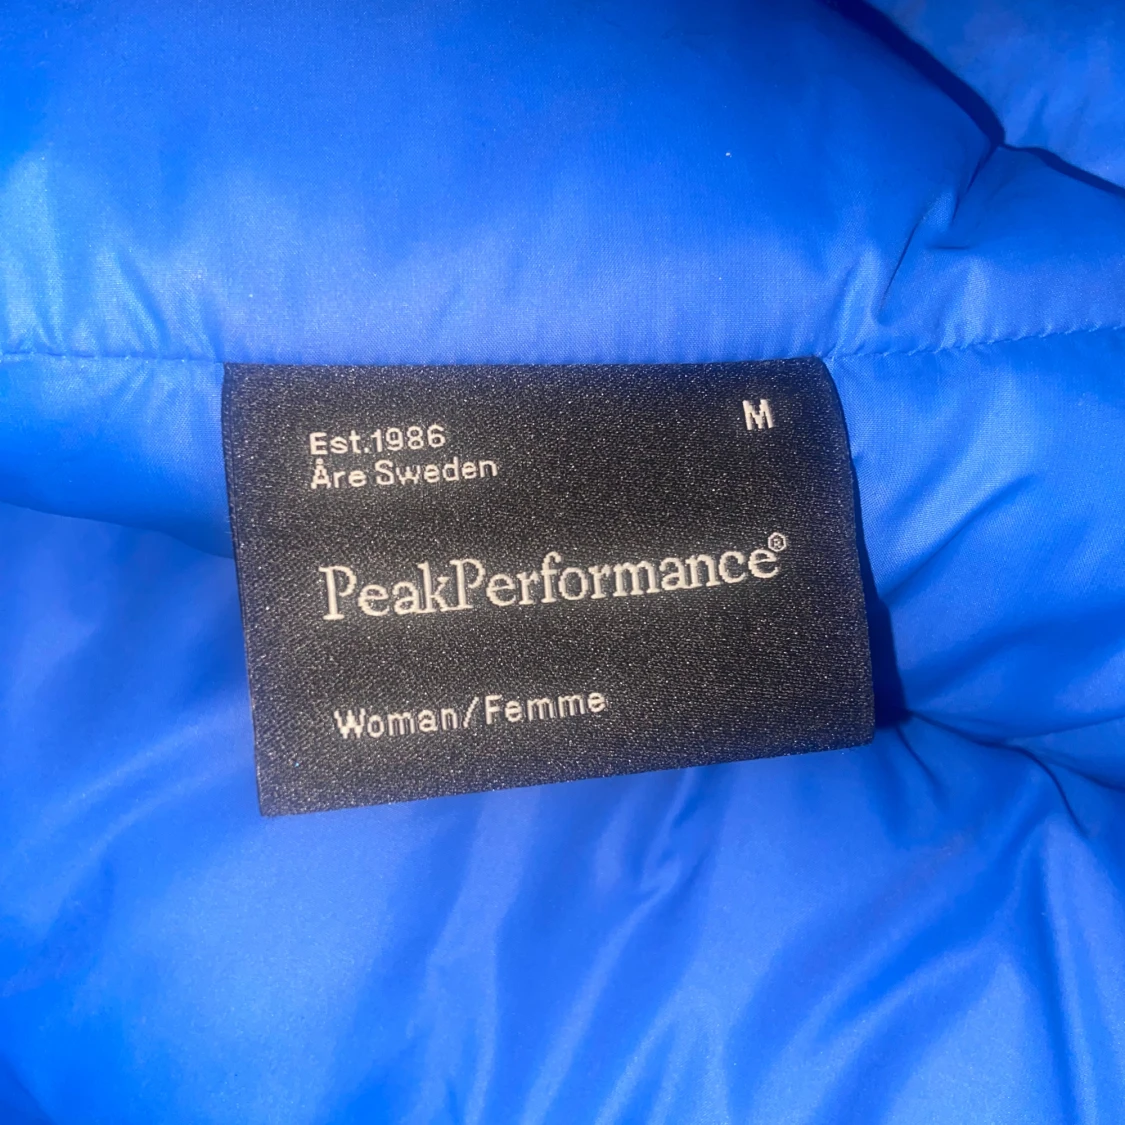 M
Est.1986
Åre Sweden
PeakPerformance®
Woman/Femme